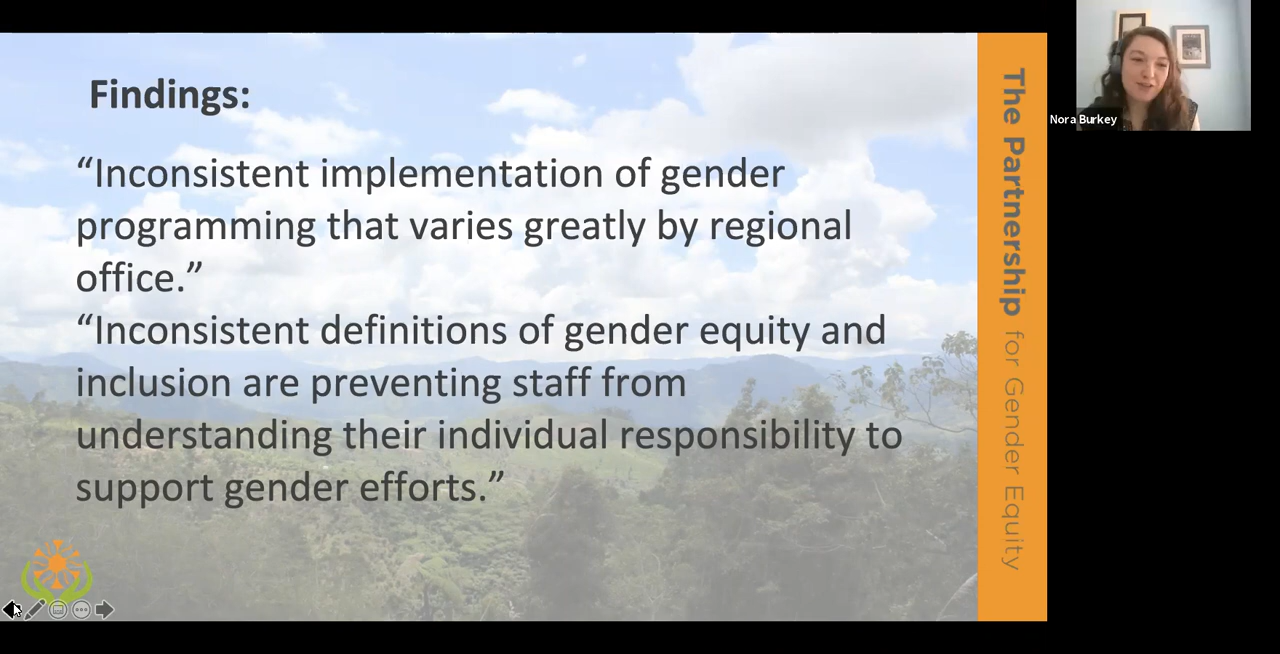 Findings:
“Inconsistent implementation of gender
programming that varies greatly by regional
office.”
“Inconsistent definitions of gender equity and
inclusion are preventing staff from
understanding their individual responsibility to
support gender efforts.”
The Partnership for Gender Equity
Nora Burkey